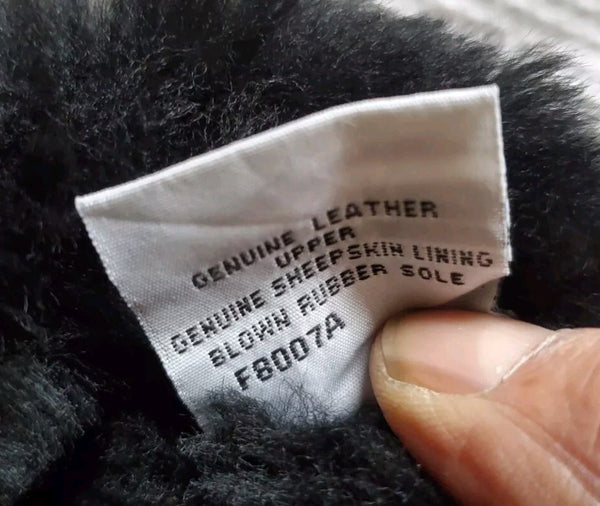 GENUINE LEATHER
UPPER
GENUINE SHEEPSKIN LINING
BLOWN RUBBER SOLE
F8007A